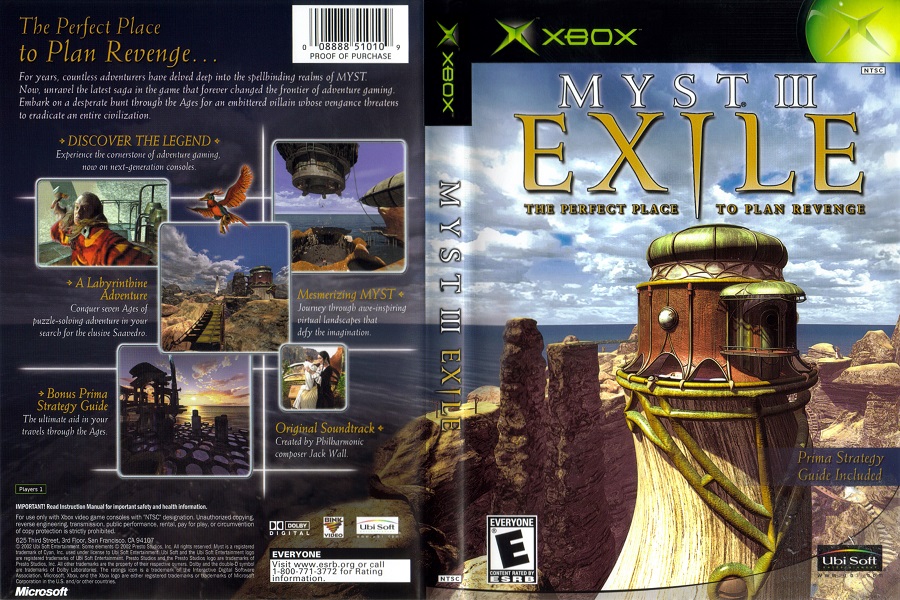 The Perfect Place
to Plan Revenge...
0 08888 51010 9
PROOF OF PURCHASE
For years, countless adventurers have delved deep into the spellbinding realms of MYST.
Now, unravel the latest saga in the game that forever changed the frontier of adventure gaming.
Embark on a desperate hunt through the Ages for an embittered villain whose vengance threatens
to eradicate an entire civilization.
DISCOVER THE LEGEND
Experience the cornerstone of adventure gaming,
now on next-generation consoles.
A Labyrinthine
Adventure
Conquer seven Ages of
puzzle-solving adventure in your
search for the elusive Saavedro.
Mesmerizing MYST
Journey through awe-inspiring
virtual landscapes that
defy the imagination.
Bonus Prima
Strategy Guide
The ultimate aid in your
travels through the Ages.
Original Soundtrack
Created by Philharmonic
composer Jack Wall.
Players 1
IMPORTANT! Read Instruction Manual for important safety and health information.
For use only with Xbox video game consoles with "NTSC" designation. Unauthorized copying,
reverse engineering, transmission, public performance, rental, pay for play, or circumvention
of copy protection is strictly prohibited.
625 Third Street, 3rd Floor, San Francisco, CA 94107
© 2002 Ubi Soft Entertainment. Some elements © 2002 Presto Studios, Inc. All rights reserved. Myst is a registered
trademark of Cyan, Inc. used under license to Ubi Soft Entertainment. Ubi Soft and the Ubi Soft Entertainment logo
are registered trademarks of Ubi Soft Entertainment. Presto Studios and the Presto Studios logo are trademarks of
Presto Studios, Inc. All other trademarks are the property of their respective owners. Dolby and the double-D symbol
are trademarks of Dolby Laboratories. The ratings icon is a trademark of the Interactive Digital Software
Association. Microsoft, Xbox, and the Xbox logo are either registered trademarks or trademarks of Microsoft
Corporation in the U.S. and/or other countries.
Microsoft
DOLBY
DIGITAL
BINK
VIDEO
Ubi Soft
EVERYONE
Visit www.esrb.org or call
1-800-771-3772 for Rating
information.
XBOX
MYST III EXILE
NTSC
XBOX
NTSC
MYST III
EXILE
THE PERFECT PLACE TO PLAN REVENGE
Prima Strategy
Guide Included
EVERYONE
E
CONTENT RATED BY
ESRB
Ubi Soft